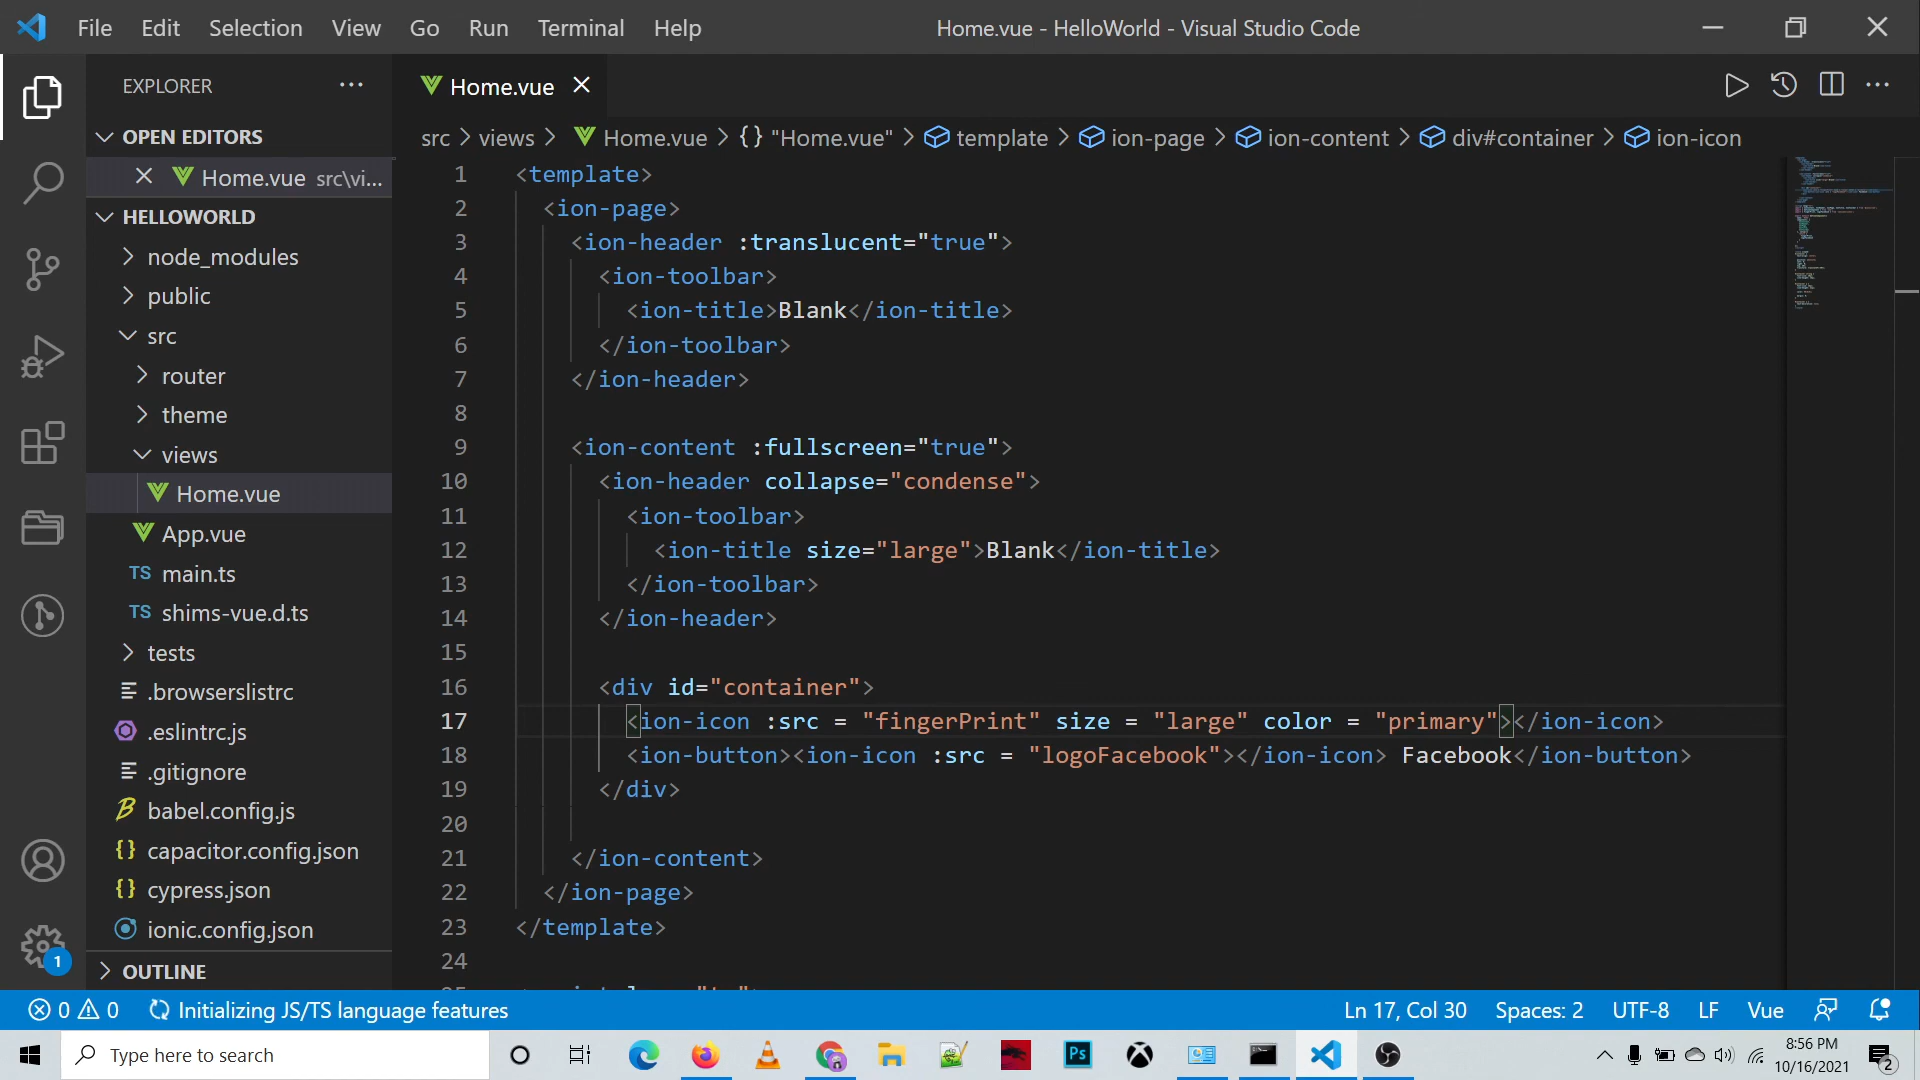 File Edit Selection View Go Run Terminal Help
Home.vue - HelloWorld - Visual Studio Code
EXPLORER
Home.vue
OPEN EDITORS
Home.vue src\vi...
HELLOWORLD
node_modules
public
src
router
theme
views
Home.vue
App.vue
TS main.ts
TS shims-vue.d.ts
tests
.browserslistrc
.eslintrc.js
.gitignore
babel.config.js
{} capacitor.config.json
{} cypress.json
ionic.config.json
OUTLINE
src > views > Home.vue > {} "Home.vue" > template > ion-page > ion-content > div#container > ion-icon
1 <template>
2 <ion-page>
3 <ion-header :translucent="true">
4 <ion-toolbar>
5 <ion-title>Blank</ion-title>
6 </ion-toolbar>
7 </ion-header>
8
9 <ion-content :fullscreen="true">
10 <ion-header collapse="condense">
11 <ion-toolbar>
12 <ion-title size="large">Blank</ion-title>
13 </ion-toolbar>
14 </ion-header>
15
16 <div id="container">
17 <ion-icon :src = "fingerPrint" size = "large" color = "primary"></ion-icon>
18 <ion-button><ion-icon :src = "logoFacebook"></ion-icon> Facebook</ion-button>
19 </div>
20
21 </ion-content>
22 </ion-page>
23 </template>
24
1
0 0 Initializing JS/TS language features
Ln 17, Col 30 Spaces: 2 UTF-8 LF Vue
Type here to search
Ps
8:56 PM
10/16/2021
2